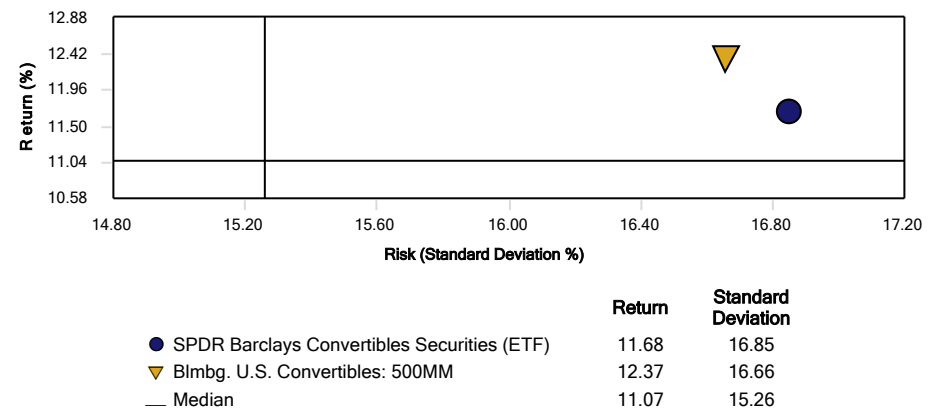 12.88
12.42
11.96
11.50
11.04
10.58
Return (%)
14.80 15.20 15.60 16.00 16.40 16.80 17.20
Risk (Standard Deviation %)
Return Standard Deviation
SPDR Barclays Convertibles Securities (ETF) 11.68 16.85
Blmbg. U.S. Convertibles: 500MM 12.37 16.66
Median 11.07 15.26